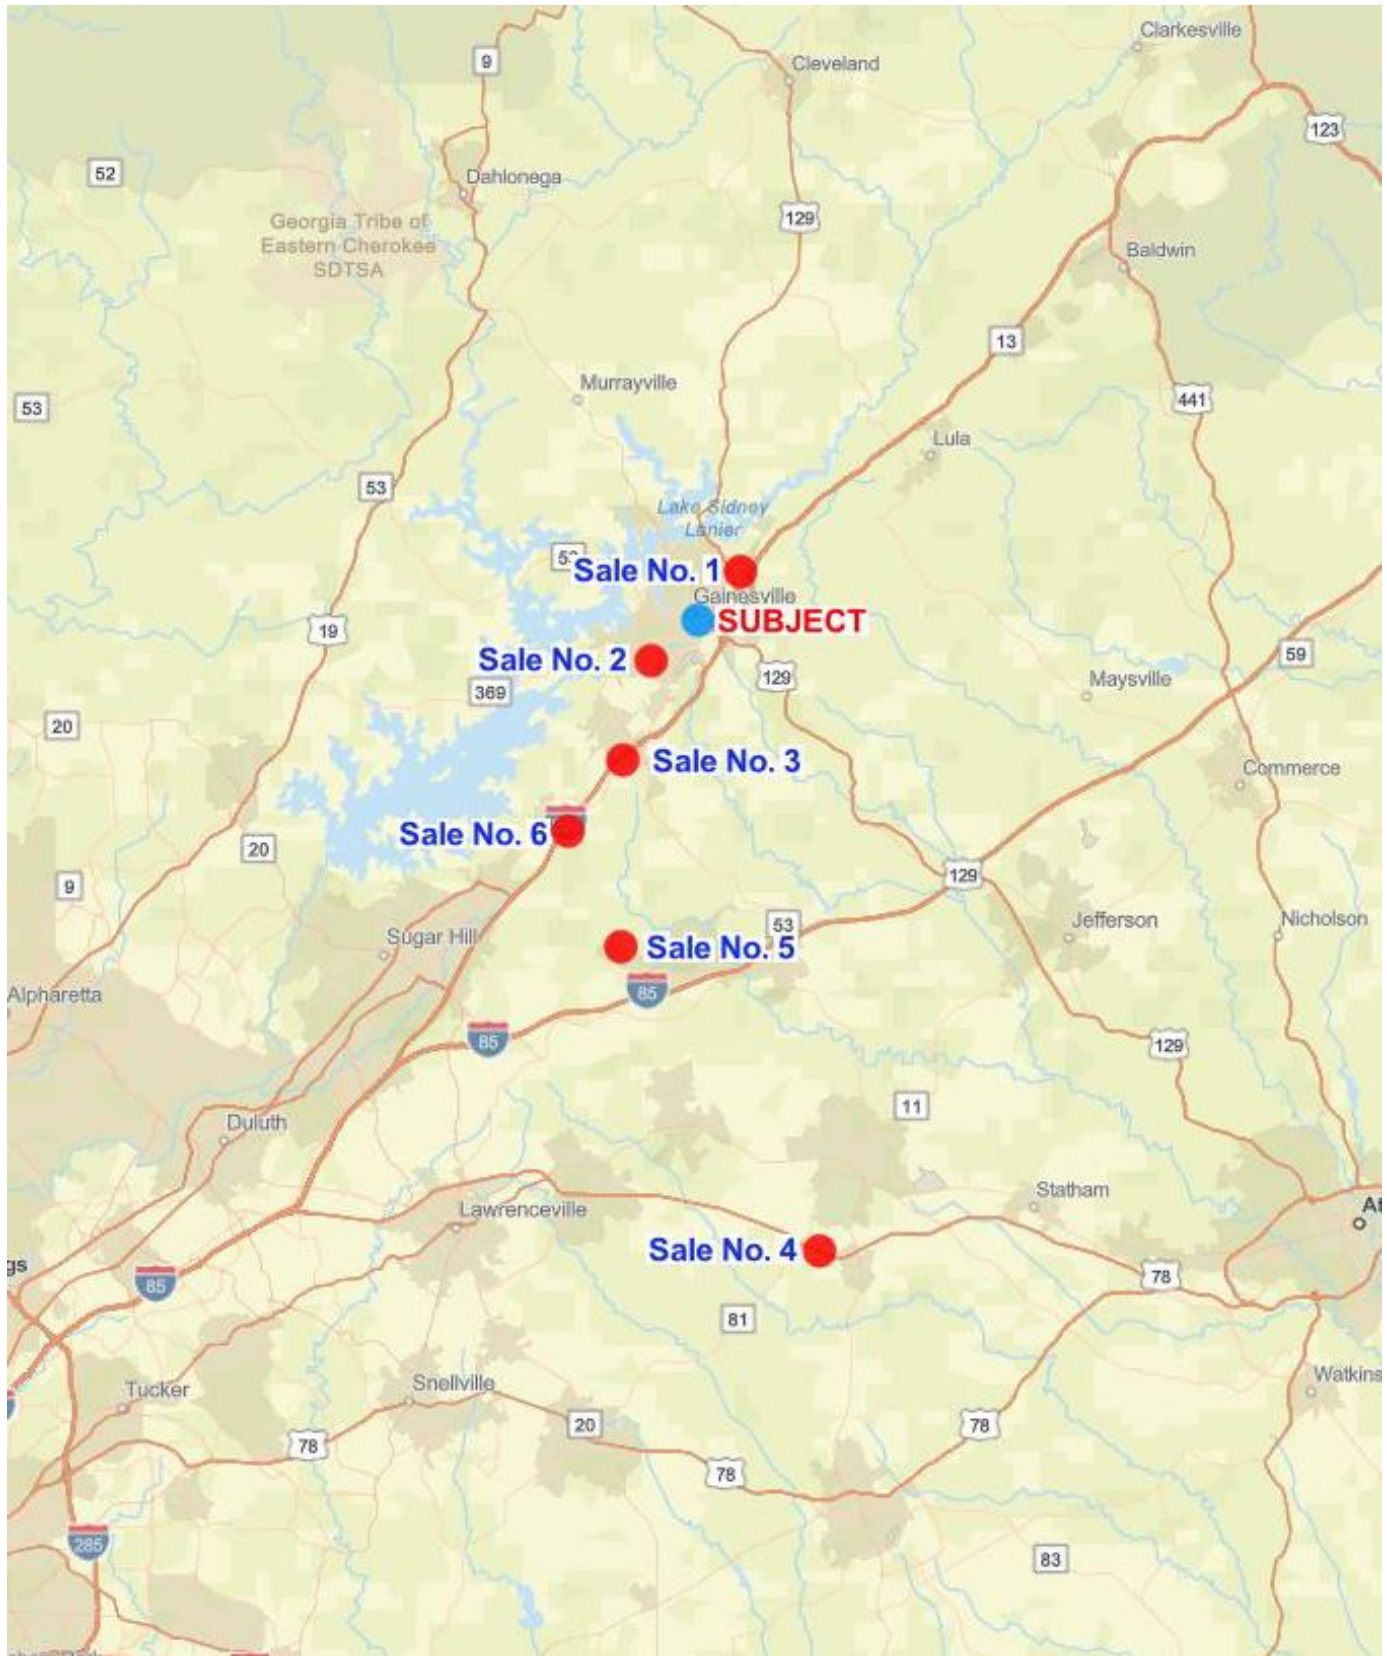 Clarkesville
9
Cleveland
123
52
Dahlonega
129
Georgia Tribe of
Eastern Cherokee
SDTSA
Baldwin
13
Murrayville
441
53
Lula
53
Lake Sidney
Lanier
Sale No. 1
Gainesville
SUBJECT
19
59
Sale No. 2
129
369
Maysville
20
Sale No. 3
Commerce
Sale No. 6
20
129
9
53
Jefferson
Nicholson
Sugar Hill
Sale No. 5
85
Alpharetta
85
129
11
Duluth
Statham
Lawrenceville
Sale No. 4
78
85
81
Snellville
Tucker
20
78
78
78
285
83